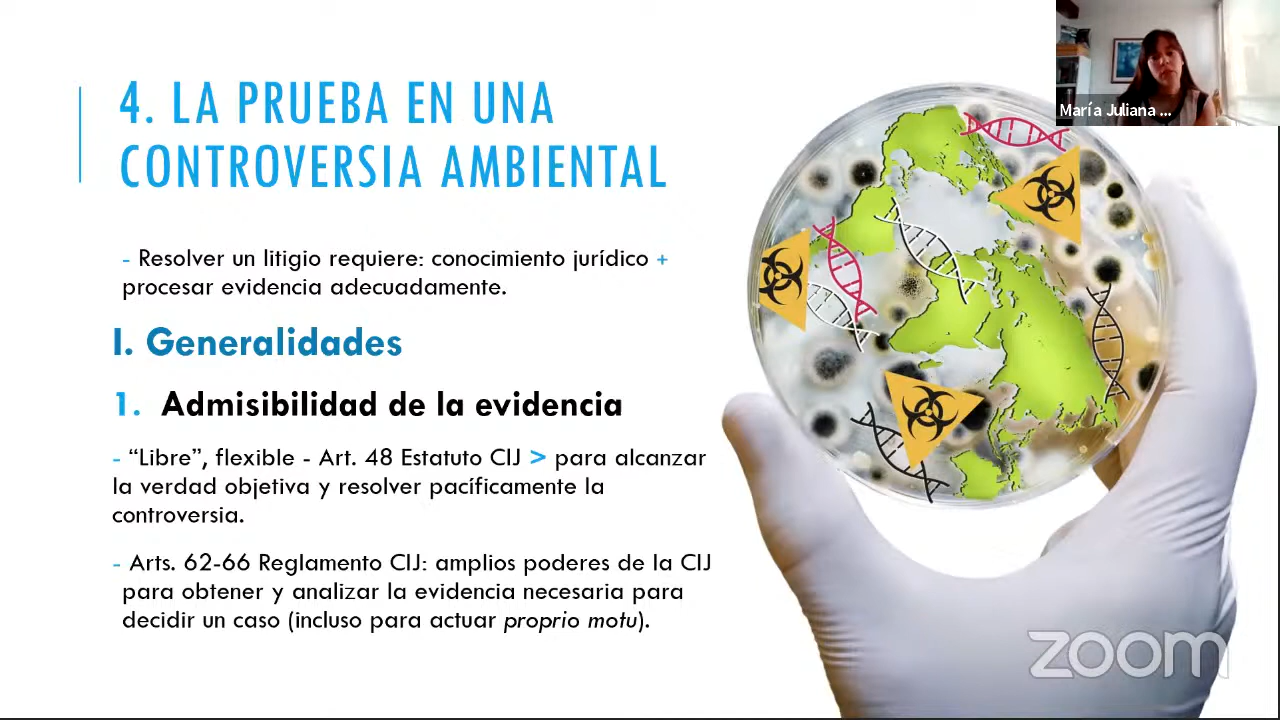 4. LA PRUEBA EN UNA
CONTROVERSIA AMBIENTAL
- Resolver un litigio requiere: conocimiento jurídico +
procesar evidencia adecuadamente.
I. Generalidades
1. Admisibilidad de la evidencia
- “Libre”, flexible - Art. 48 Estatuto CIJ > para alcanzar
la verdad objetiva y resolver pacíficamente la
controversia.
- Arts. 62-66 Reglamento CIJ: amplios poderes de la CIJ
para obtener y analizar la evidencia necesaria para
decidir un caso (incluso para actuar proprio motu).
María Juliana ...
zoom